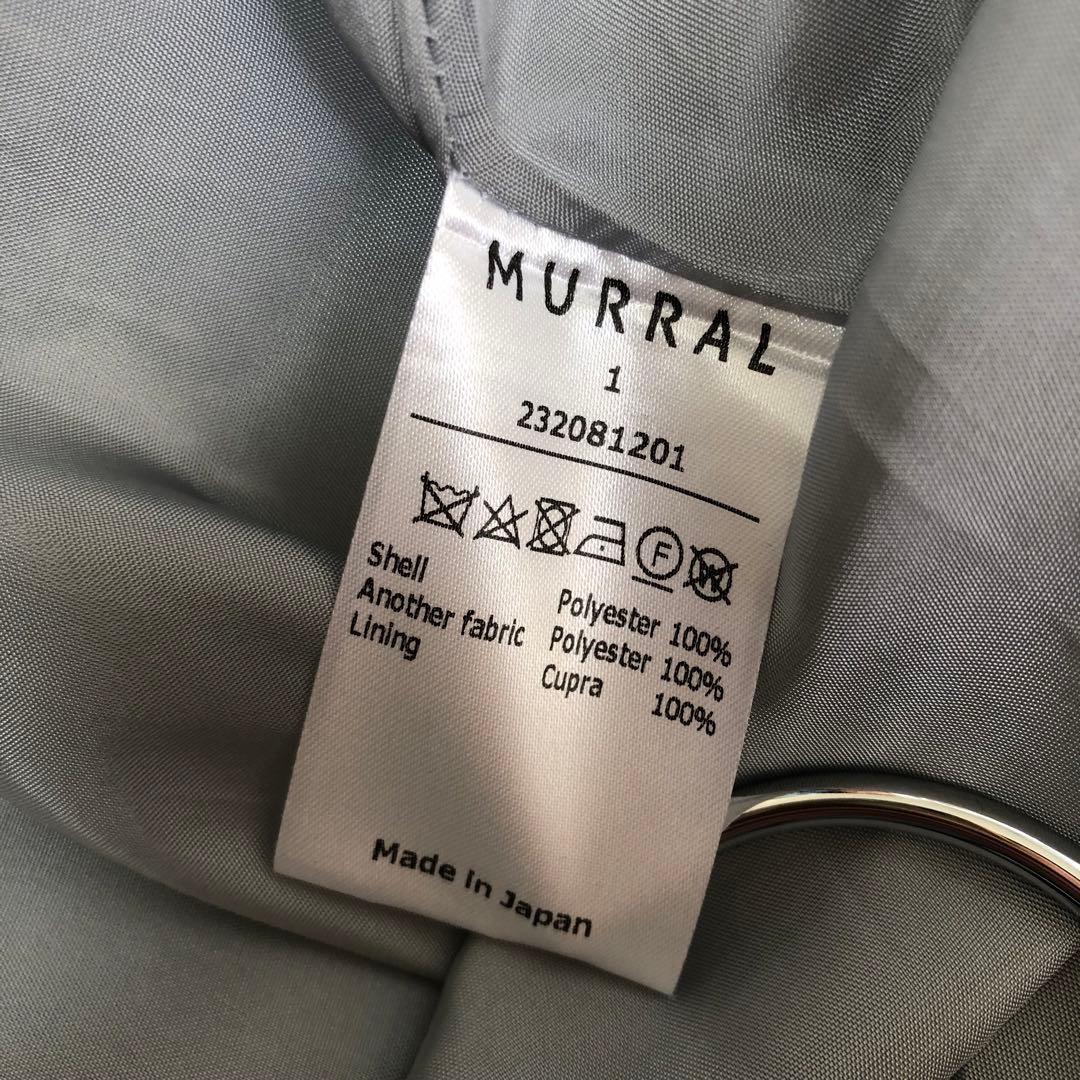 MURRAL
1
232081201
F W
Shell Polyester 100%
Another fabric Polyester 100%
Lining Cupra 100%
Made in Japan